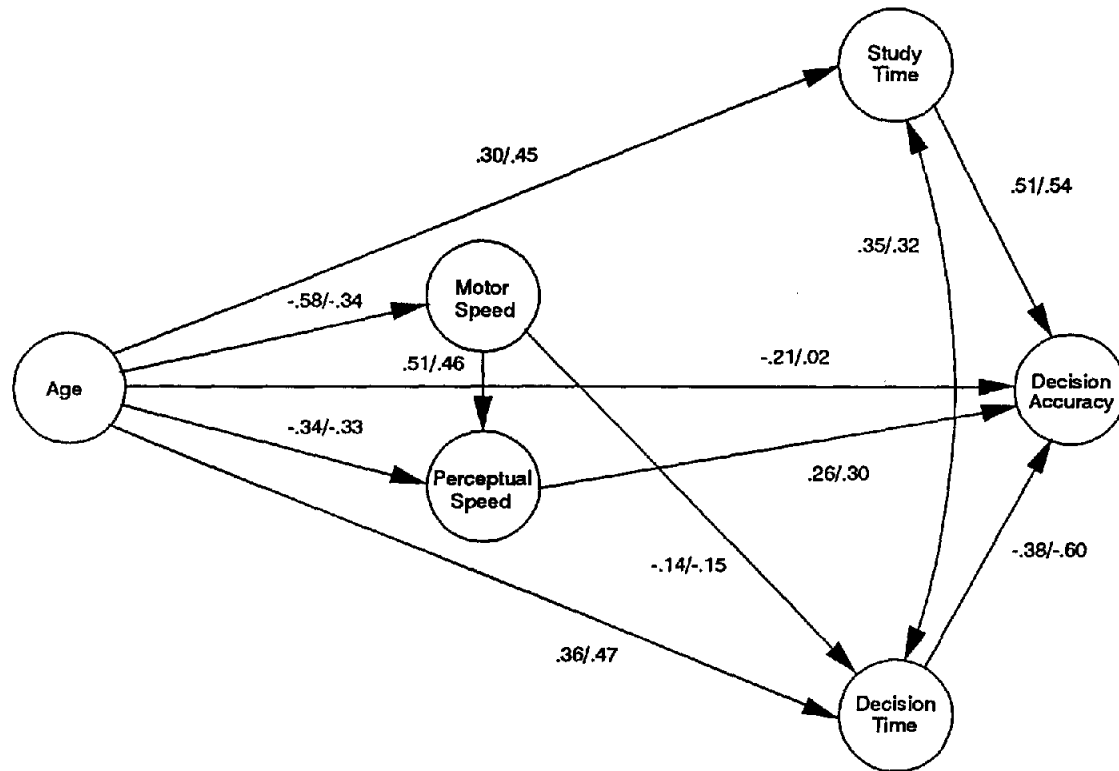 Study
Time
.30/.45
.51/.54
.35/.32
Motor
Speed
-.58/-.34
.51/.46
-.21/.02
Age
Decision
Accuracy
-.34/-.33
Perceptual
Speed
.26/.30
-.14/-.15
-.38/-.60
.36/.47
Decision
Time